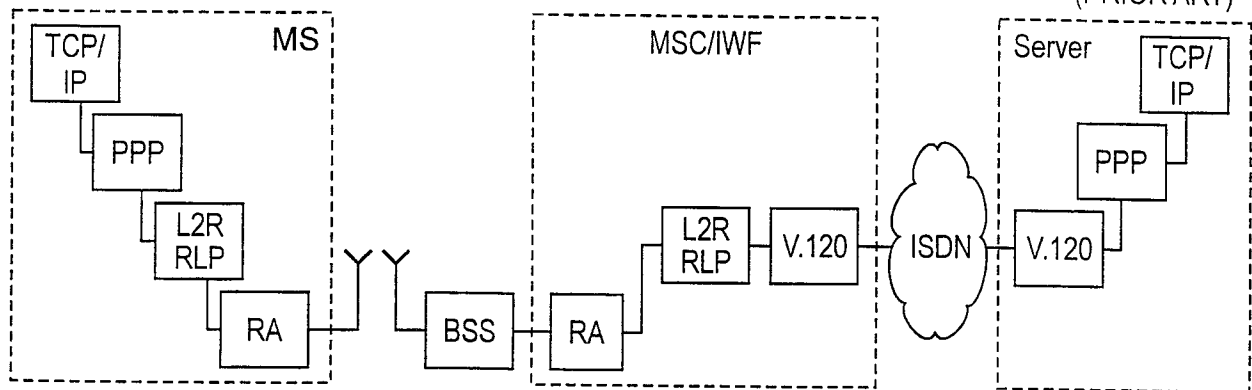 (PRIOR ART)
MS
TCP/
IP
PPP
L2R
RLP
RA
BSS
MSC/IWF
RA
L2R
RLP
V.120
ISDN
Server
TCP/
IP
PPP
V.120